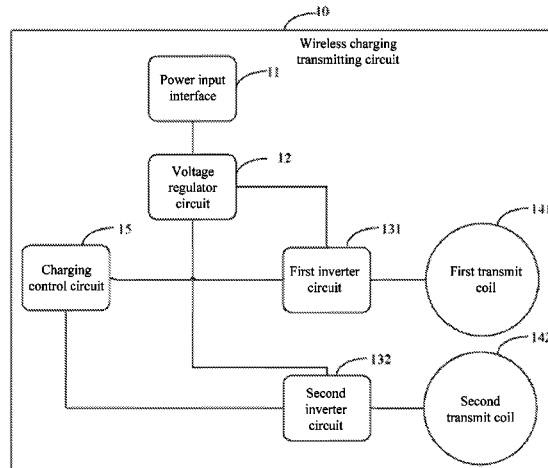 10
Wireless charging
transmitting circuit
11
Power input
interface
12
Voltage
regulator
circuit
15
Charging
control circuit
131
First inverter
circuit
141
First transmit
coil
132
Second
inverter
circuit
142
Second
transmit coil